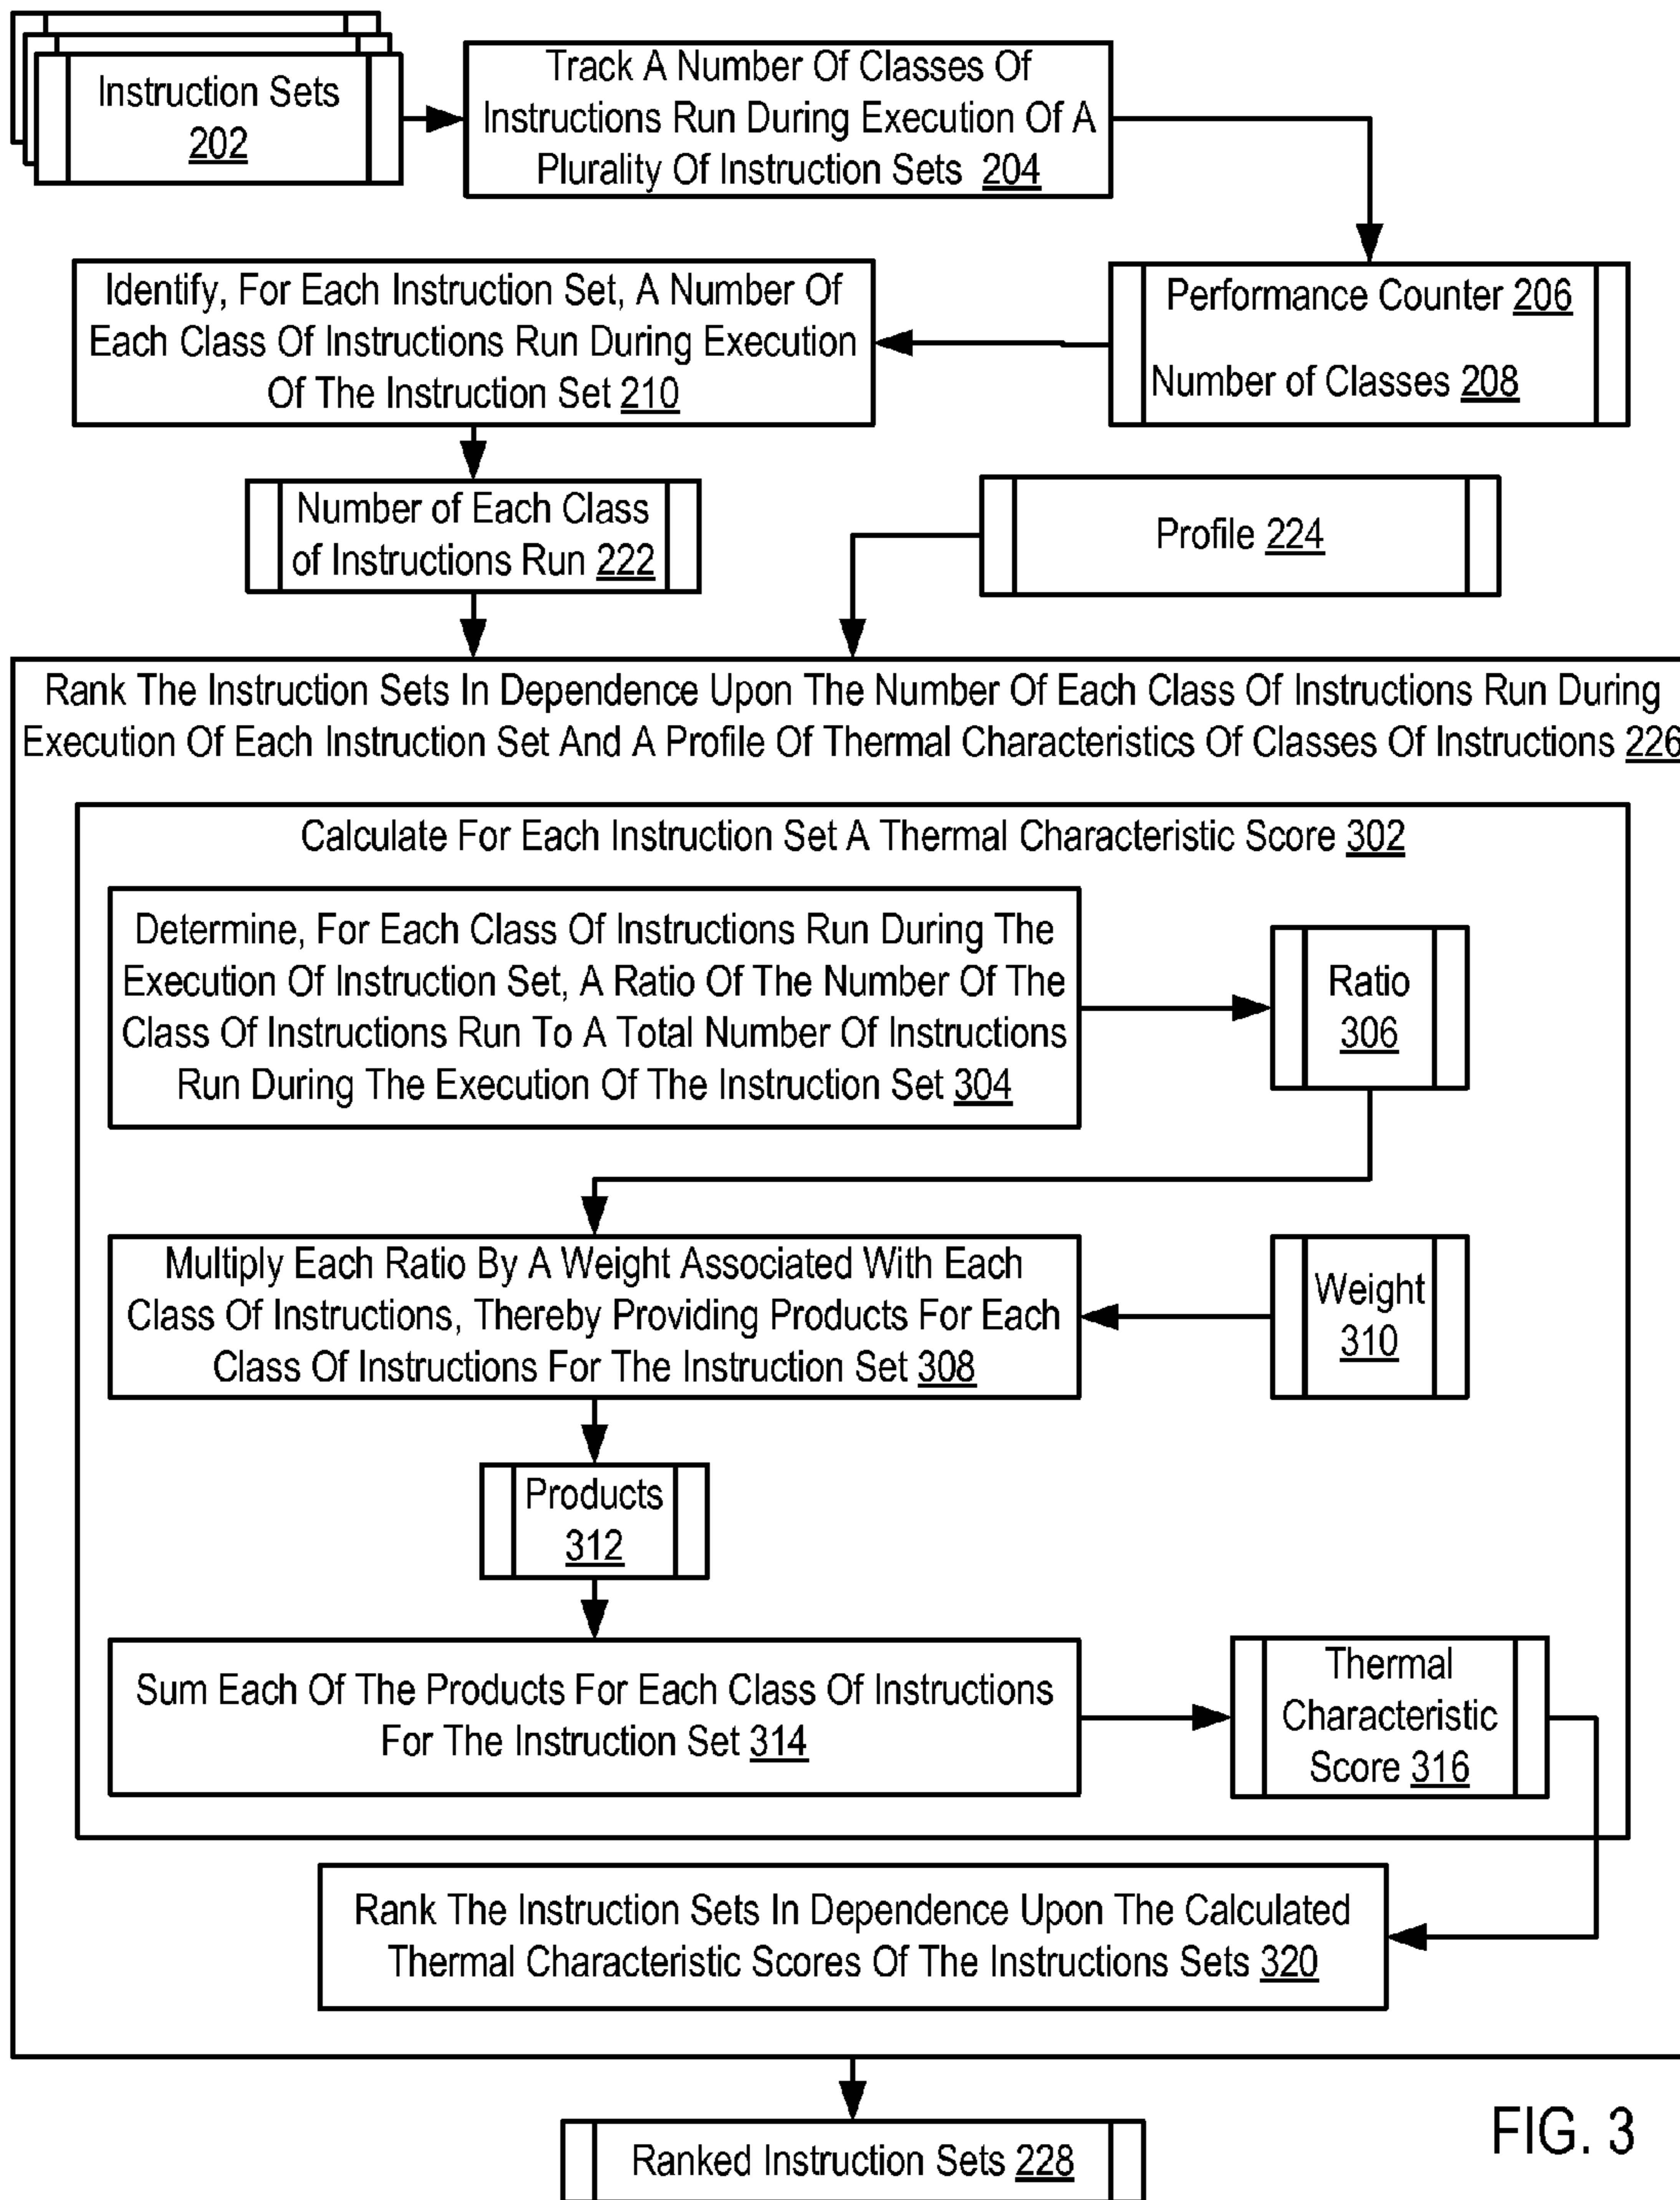 Instruction Sets
202
Track A Number Of Classes Of
Instructions Run During Execution Of A
Plurality Of Instruction Sets 204
Identify, For Each Instruction Set, A Number Of
Each Class Of Instructions Run During Execution
Of The Instruction Set 210
Performance Counter 206
Number of Classes 208
Number of Each Class
of Instructions Run 222
Profile 224
Rank The Instruction Sets In Dependence Upon The Number Of Each Class Of Instructions Run During
Execution Of Each Instruction Set And A Profile Of Thermal Characteristics Of Classes Of Instructions 226
Calculate For Each Instruction Set A Thermal Characteristic Score 302
Determine, For Each Class Of Instructions Run During The
Execution Of Instruction Set, A Ratio Of The Number Of The
Class Of Instructions Run To A Total Number Of Instructions
Run During The Execution Of The Instruction Set 304
Ratio
306
Multiply Each Ratio By A Weight Associated With Each
Class Of Instructions, Thereby Providing Products For Each
Class Of Instructions For The Instruction Set 308
Weight
310
Products
312
Sum Each Of The Products For Each Class Of Instructions
For The Instruction Set 314
Thermal
Characteristic
Score 316
Rank The Instruction Sets In Dependence Upon The Calculated
Thermal Characteristic Scores Of The Instructions Sets 320
Ranked Instruction Sets 228
FIG. 3